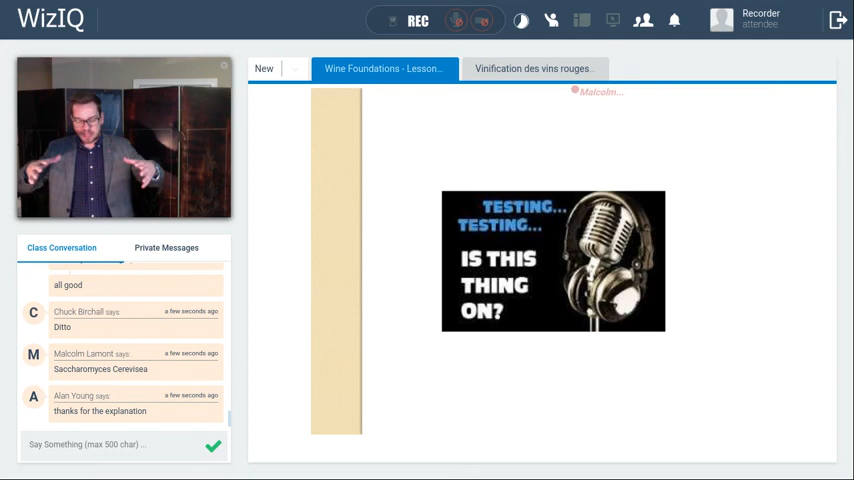 WizIQ
REC
Recorder
attendee
New
Wine Foundations - Lesson...
Vinification des vins rouges...
Malcolm...
TESTING...
TESTING...
IS THIS
THING
ON?
Class Conversation
Private Messages
all good
C
Chuck Birchall says:
a few seconds ago
Ditto
M
Malcolm Lamont says:
a few seconds ago
Saccharomyces Cerevisea
A
Alan Young says:
a few seconds ago
thanks for the explanation
Say Something (max 500 char) ...